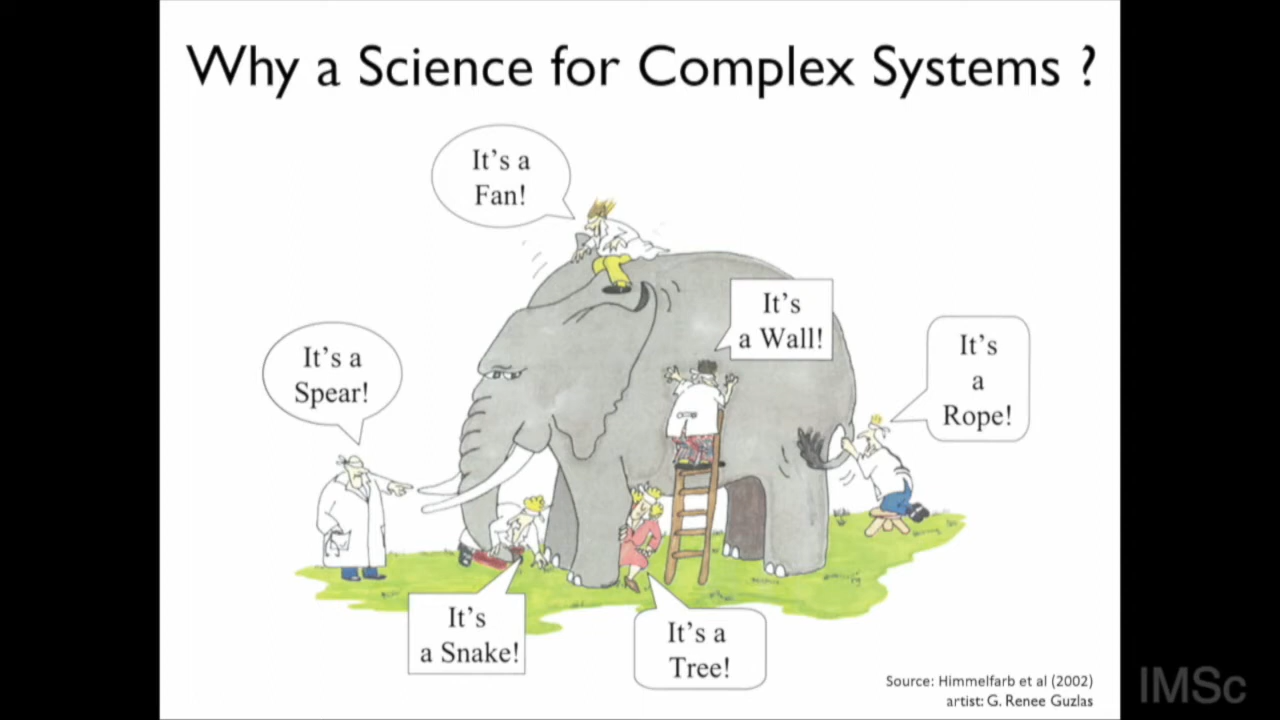 Why a Science for Complex Systems ?
It's a
Fan!
It's
a Wall!
It's a
Spear!
It's
a
Rope!
It's
a Snake!
It's a
Tree!
Source: Himmelfarb et al (2002)
artist: G. Renee Guzlas
IMSc